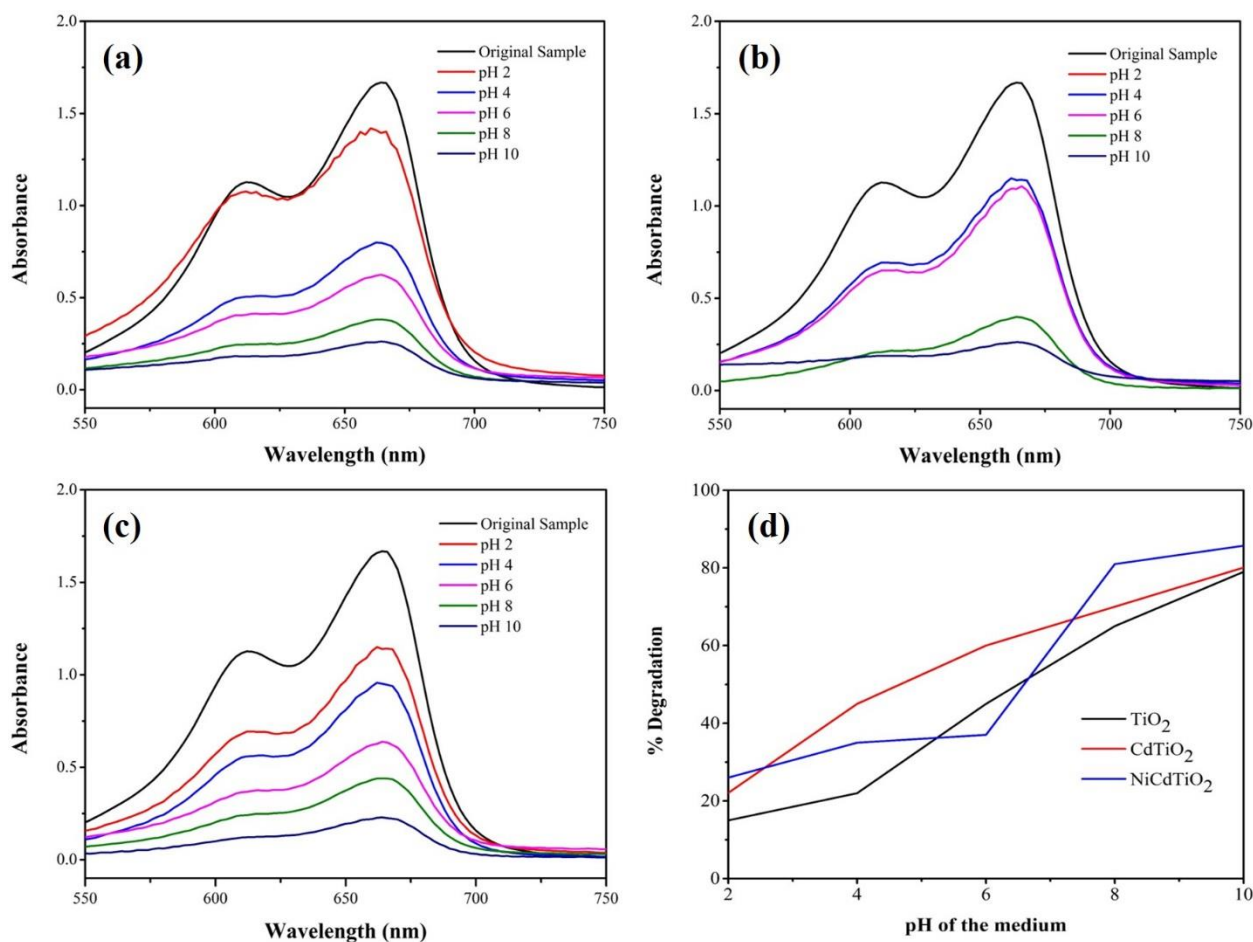 (a)
Original Sample
pH 2
pH 4
pH 6
pH 8
pH 10
Absorbance
2.0
1.5
1.0
0.5
0.0
550 600 650 700 750
Wavelength (nm)
(b)
Original Sample
pH 2
pH 4
pH 6
pH 8
pH 10
Absorbance
2.0
1.5
1.0
0.5
0.0
550 600 650 700 750
Wavelength (nm)
(c)
Original Sample
pH 2
pH 4
pH 6
pH 8
pH 10
Absorbance
2.0
1.5
1.0
0.5
0.0
550 600 650 700 750
Wavelength (nm)
(d)
% Degradation
100
80
60
40
20
0
TiO₂
CdTiO₂
NiCdTiO₂
2 4 6 8 10
pH of the medium